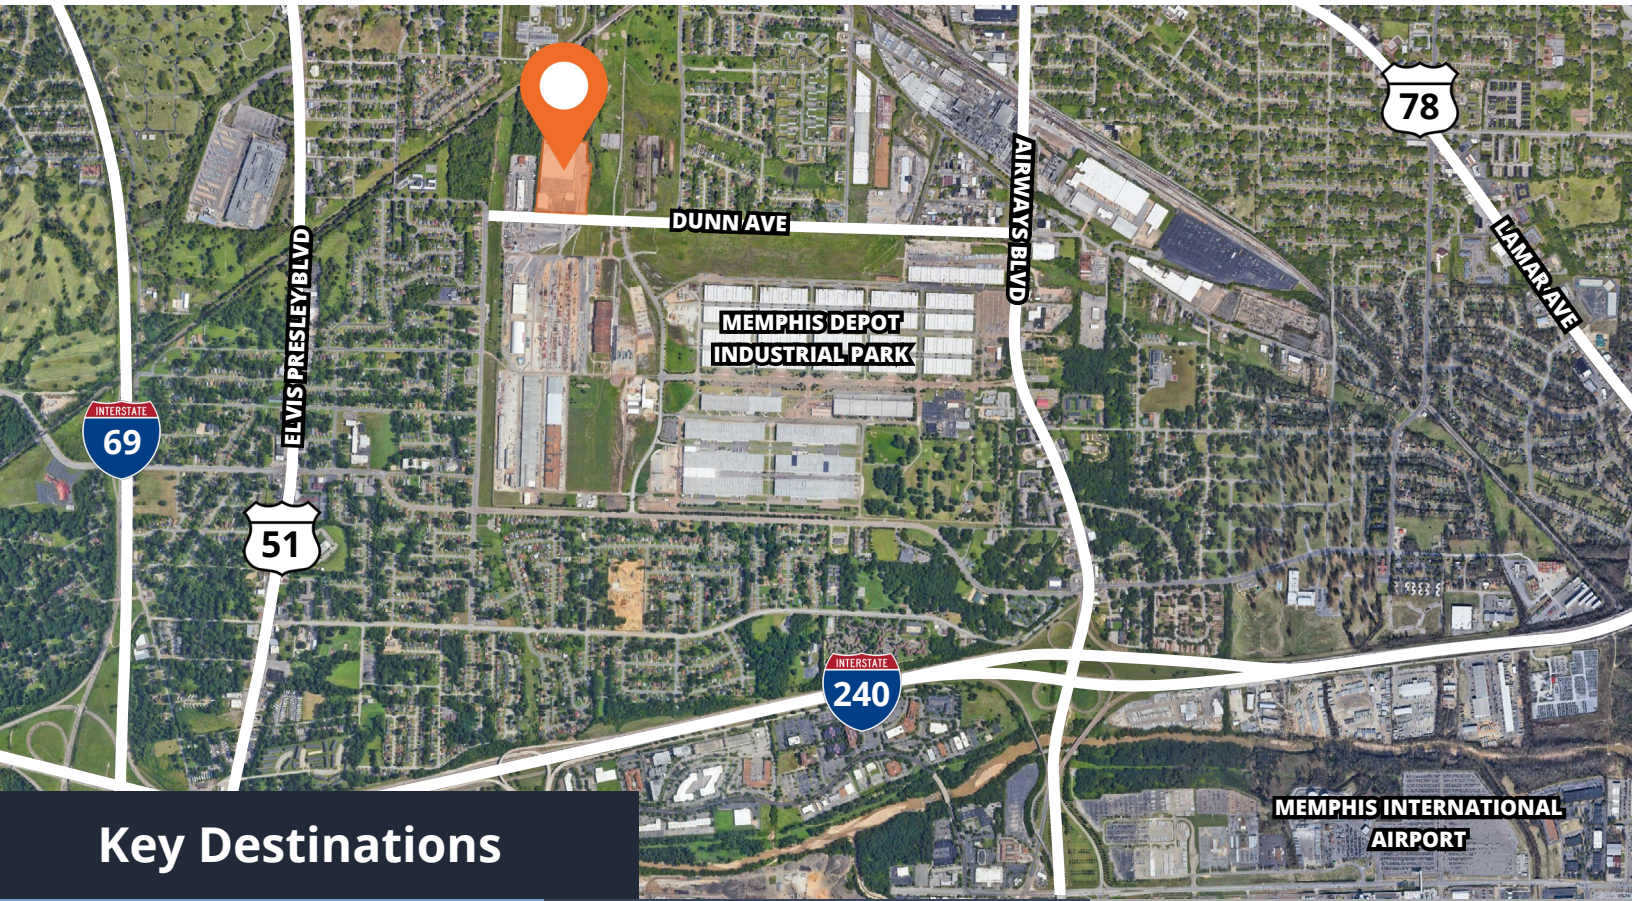 78
AIRWAYS BLVD
DUNN AVE
LAMAR AVE
ELVIS PRESLEY BLVD
MEMPHIS DEPOT
INDUSTRIAL PARK
INTERSTATE
69
51
INTERSTATE
240
MEMPHIS INTERNATIONAL
AIRPORT
Key Destinations